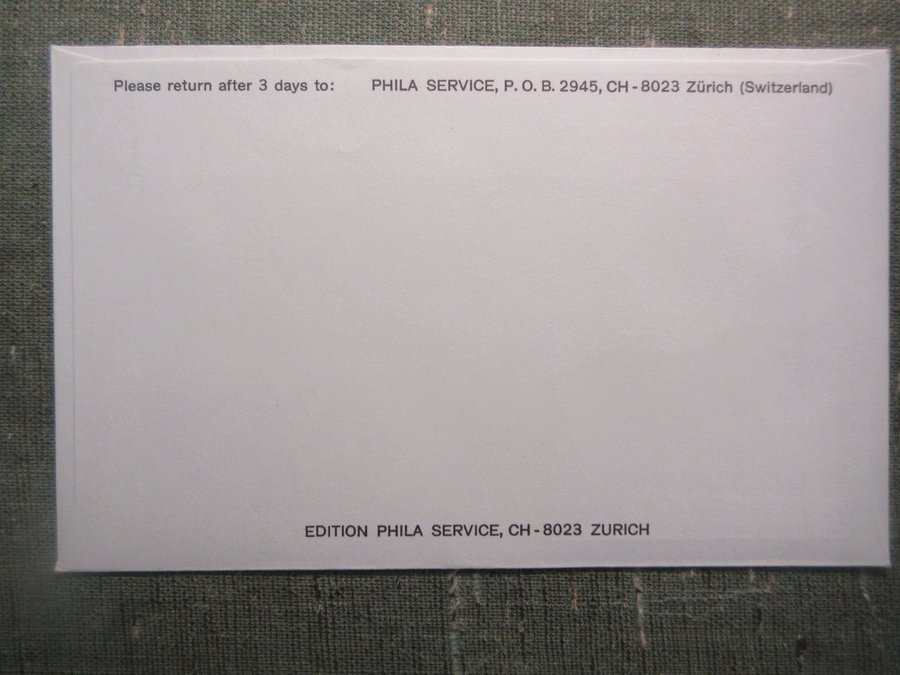 Please return after 3 days to: PHILA SERVICE, P. O. B. 2945, CH - 8023 Zürich (Switzerland)
EDITION PHILA SERVICE, CH - 8023 ZURICH